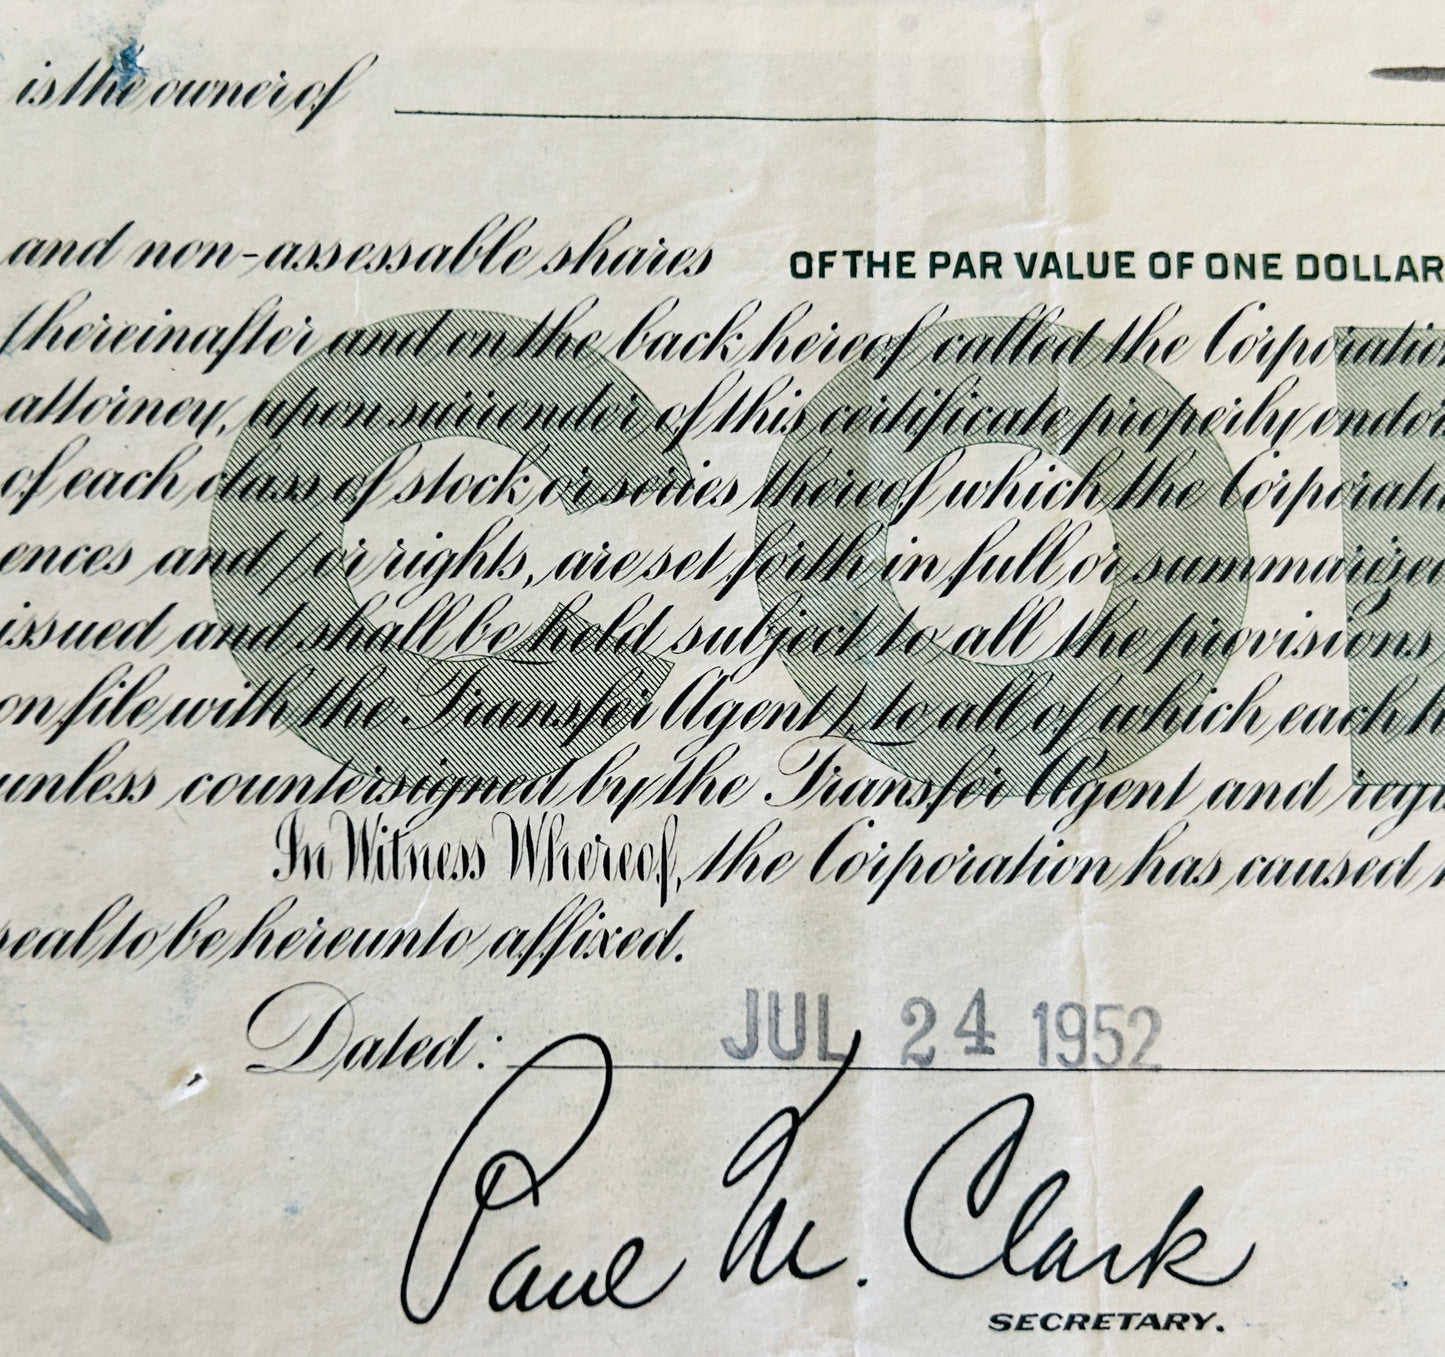 is the owner of
and non-assessable shares OF THE PAR VALUE OF ONE DOLLAR
(hereinafter and on the back hereof called the Corporation
attorney, upon surrender of this certificate properly endor
of each class of stock or series thereof which the Corporati
ences and/or rights, are set forth in full or summarized
issued and shall be held subject to all the provisions
on file with the Transfer Agent), to all of which each h
unless countersigned by the Transfer Agent and regi
In Witness Whereof, the Corporation has caused
seal to be hereunto affixed.
Dated: JUL 24 1952
Paul M. Clark
SECRETARY.
COR